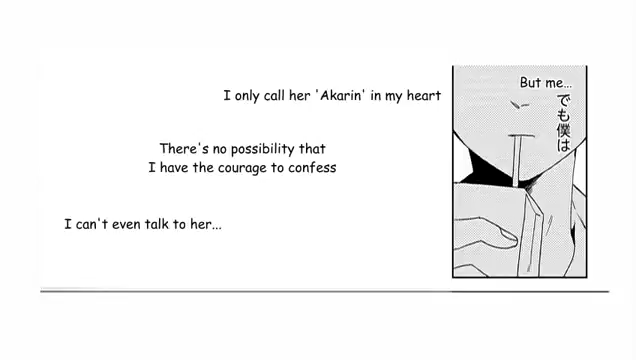 But me...
でも僕は
I only call her 'Akarin' in my heart
There's no possibility that
I have the courage to confess
I can't even talk to her...